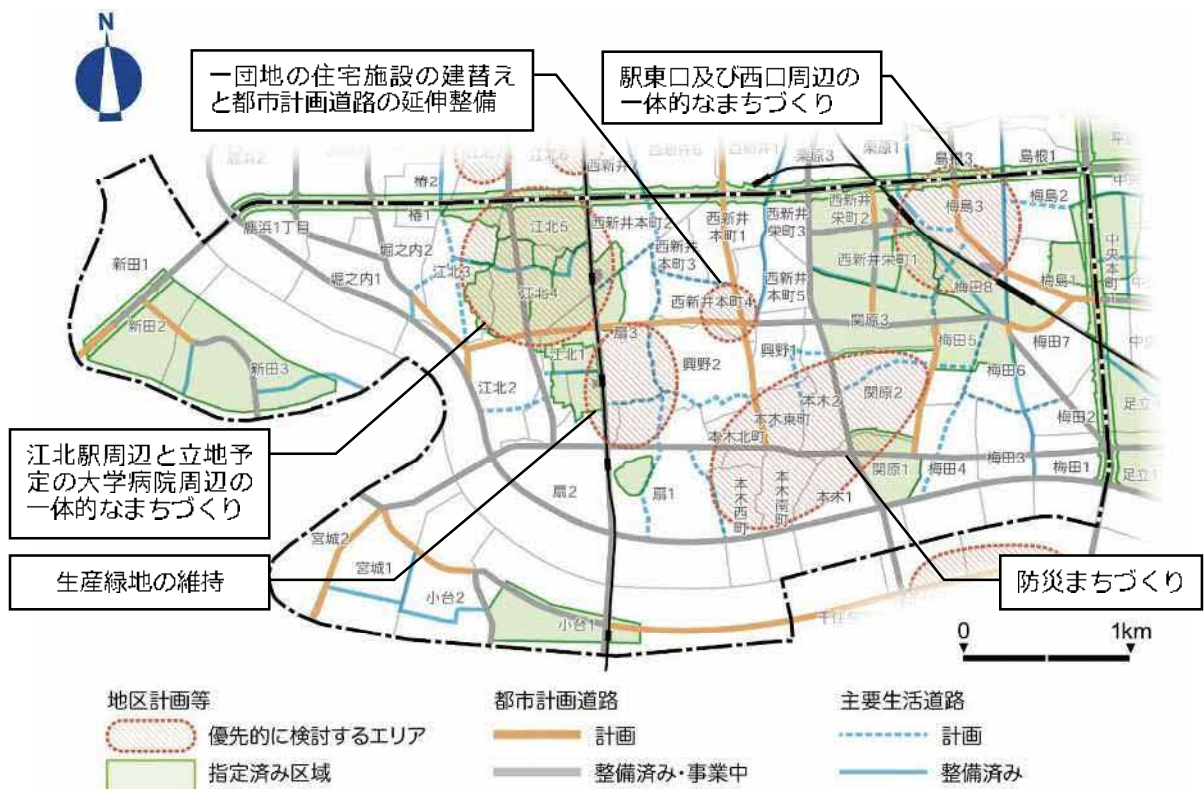 N
一団地の住宅施設の建替え
と都市計画道路の延伸整備
駅東口及び西口周辺の
一体的なまちづくり
鹿浜2
椿2
江北6
西新井
西新井1
栗原3
栗原1
島根3
島根1
中央
椿1
鹿浜1丁目
堀之内2
江北5
西新井本町2
西新井
本町1
西新井
栄町3
西新井
栄町2
梅島3
梅島2
新田1
堀之内1
江北3
江北4
西新井
本町3
西新井本町4
西新井
本町5
西新井栄町1
梅田8
梅島1
中央本町1
新田2
新田3
江北1
扇3
興野2
興野1
関原3
梅田5
梅田7
江北2
本木2
関原2
梅田6
本木東町
本木北町
梅田2
江北駅周辺と立地予
定の大学病院周辺の
一体的なまちづくり
扇2
扇1
本木西町
本木南町
本木1
関原1
梅田4
梅田3
梅田1
足立
足立1
宮城2
宮城1
小台2
小台1
生産緑地の維持
防災まちづくり
0 1km
地区計画等
優先的に検討するエリア
指定済み区域
都市計画道路
計画
整備済み・事業中
主要生活道路
計画
整備済み